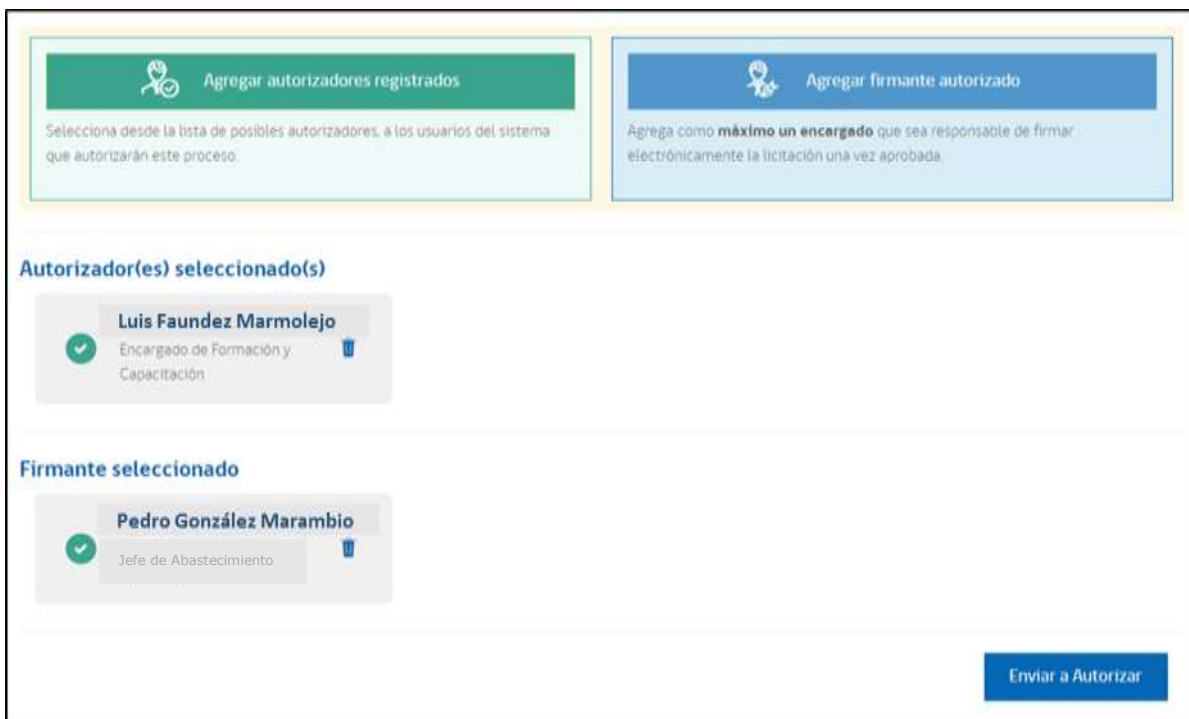 Agregar autorizadores registrados
Selecciona desde la lista de posibles autorizadores, a los usuarios del sistema
que autorizarán este proceso.
Agregar firmante autorizado
Agrega como máximo un encargado que sea responsable de firmar
electrónicamente la licitación una vez aprobada.
Autorizador(es) seleccionado(s)
Luis Faundez Marmolejo
Encargado de Formación y
Capacitación
Firmante seleccionado
Pedro González Marambio
Jefe de Abastecimiento
Enviar a Autorizar